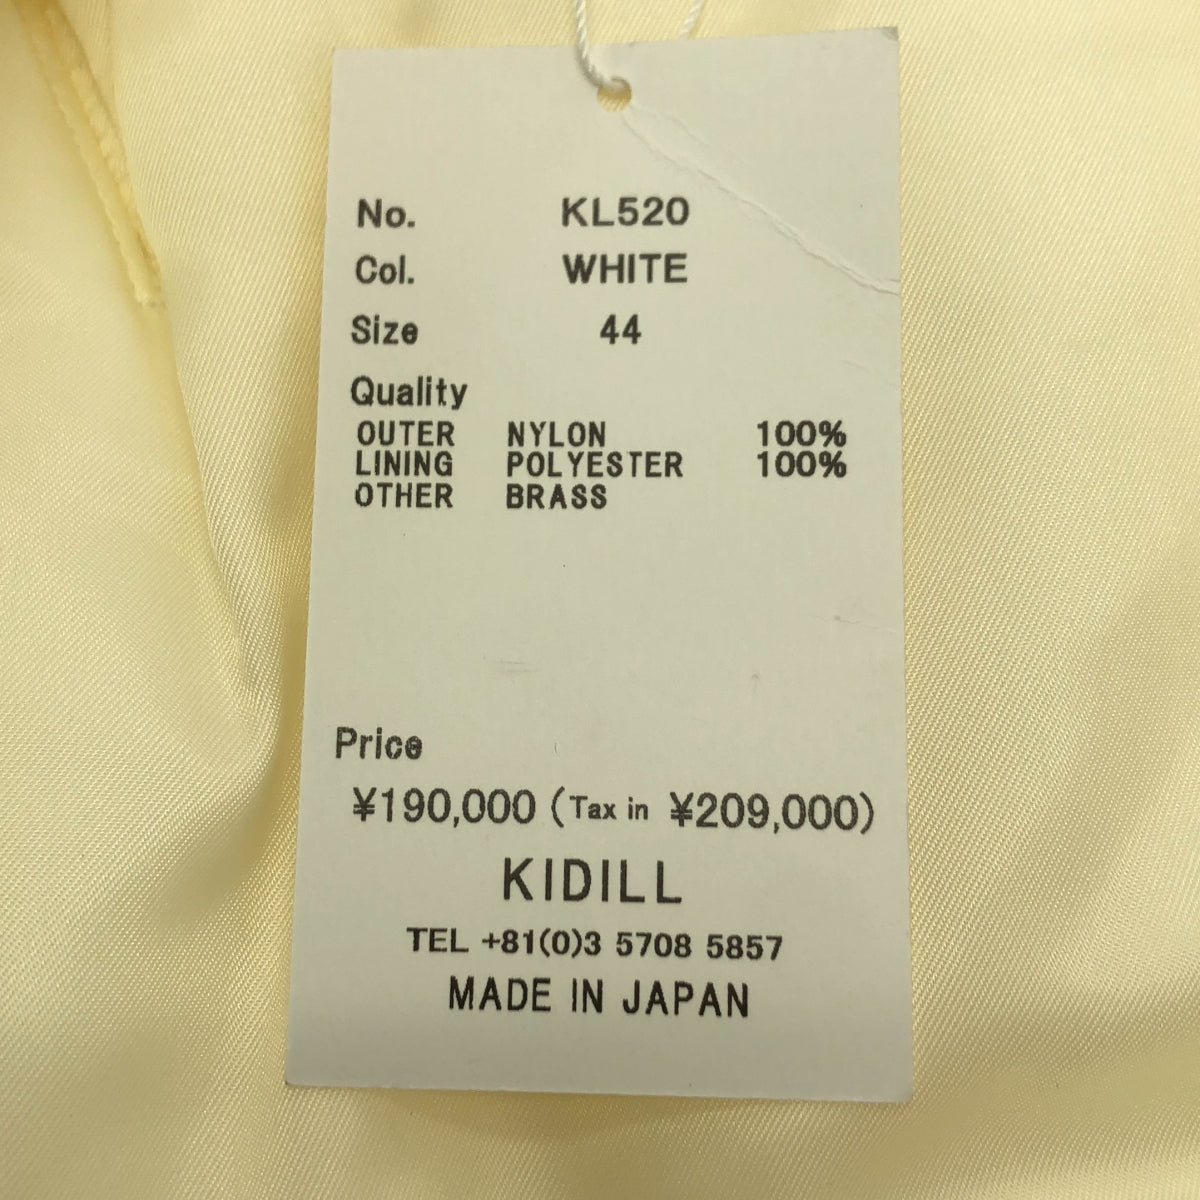 No. KL520
Col. WHITE
Size 44
Quality
OUTER NYLON 100%
LINING POLYESTER 100%
OTHER BRASS
Price
¥190,000 (Tax in ¥209,000)
KIDILL
TEL +81(0)3 5708 5857
MADE IN JAPAN